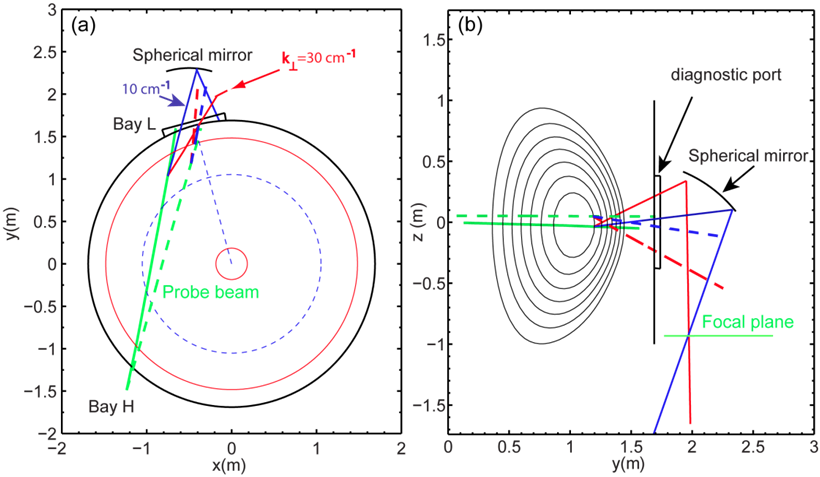 (a)
Spherical mirror
k⊥=30 cm-1
10 cm-1
Bay L
Probe beam
Bay H
3
2.5
2
1.5
1
0.5
0
−0.5
−1
−1.5
−2
y(m)
−2
−1
0
1
2
x(m)
(b)
diagnostic port
Spherical mirror
Focal plane
1.5
1
0.5
0
−0.5
−1
−1.5
z (m)
0
0.5
1
1.5
2
2.5
3
y(m)